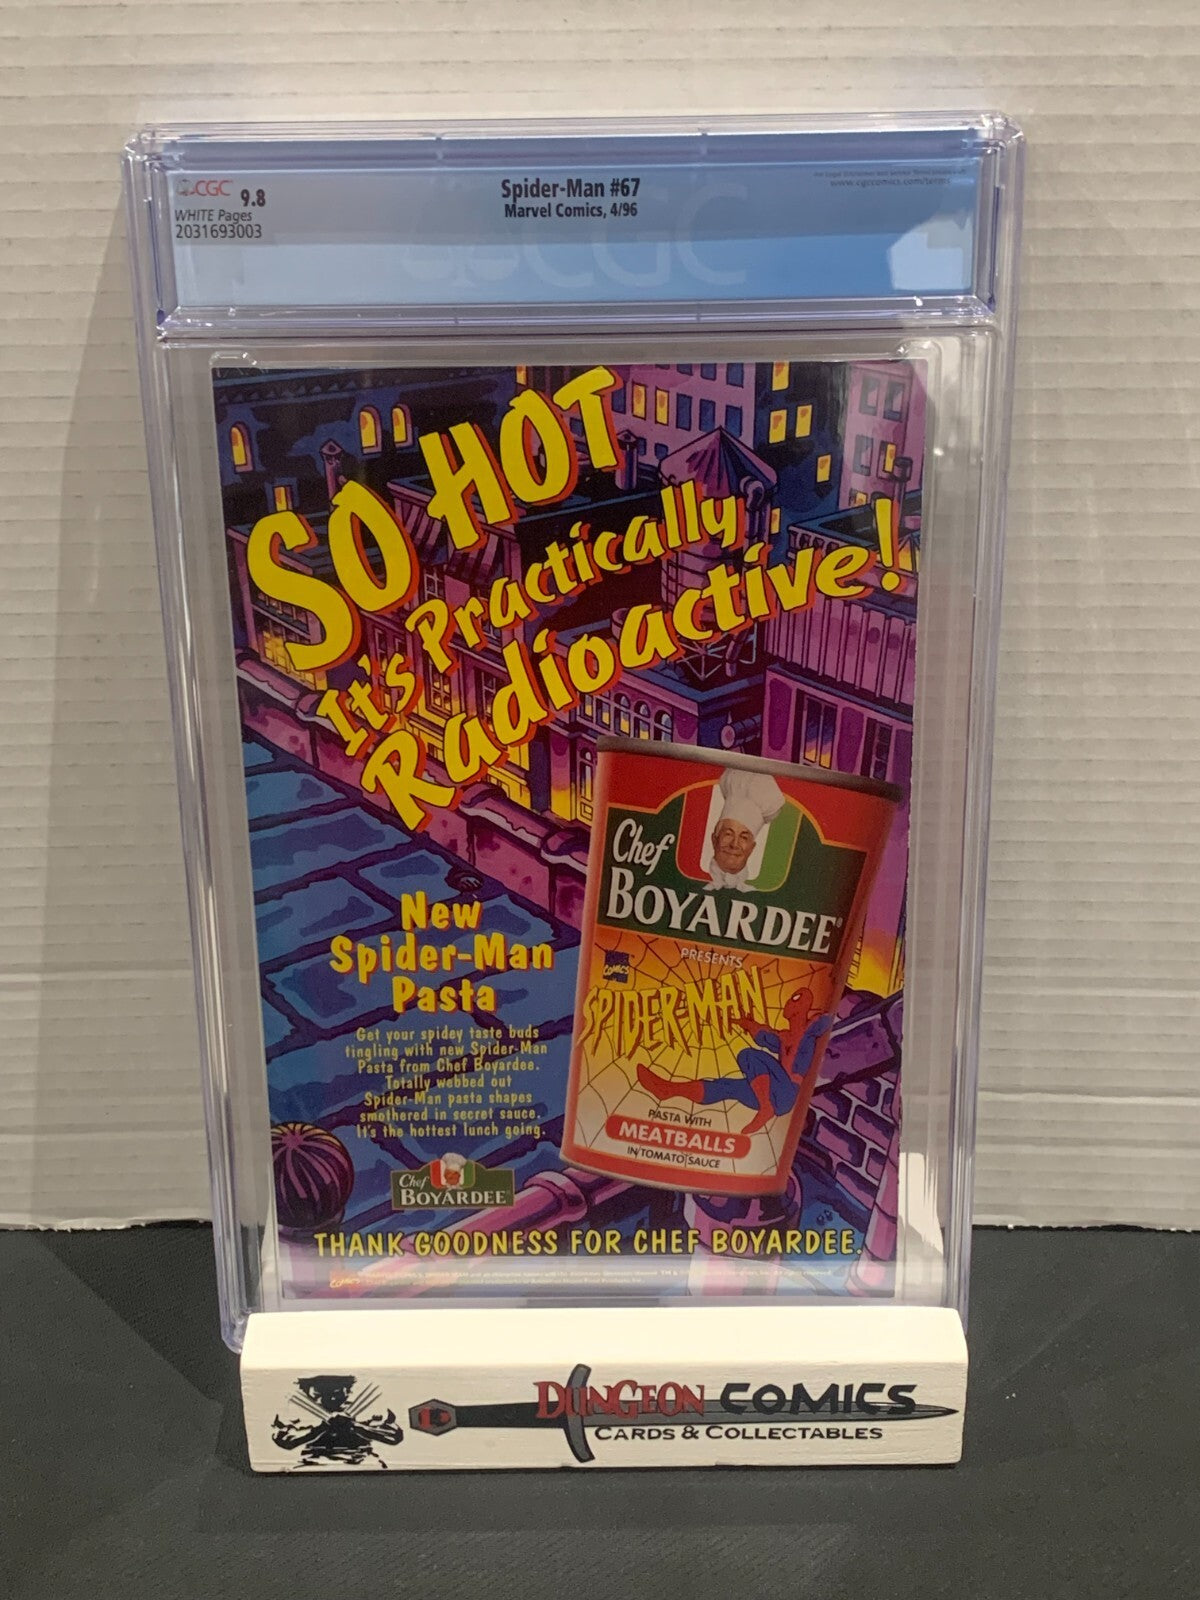 CGC 9.8
WHITE Pages
2031693003
Spider-Man #67
Marvel Comics, 4/96
www.cgccomics.com/terms
CGC
SO HOT
It's Practically
Radioactive!
New
Spider-Man
Pasta
Get your spidey taste buds
tingling with new Spider-Man
Pasta from Chef Boyardee.
Totally webbed out
Spider-Man pasta shapes
smothered in secret sauce.
It's the hottest lunch going.
Chef
BOYARDEE
Chef
BOYARDEE
PRESENTS
MARVEL
COMICS
SPIDER-MAN
PASTA WITH
MEATBALLS
IN TOMATO SAUCE
THANK GOODNESS FOR CHEF BOYARDEE.
DUNGEON COMICS
CARDS & COLLECTABLES